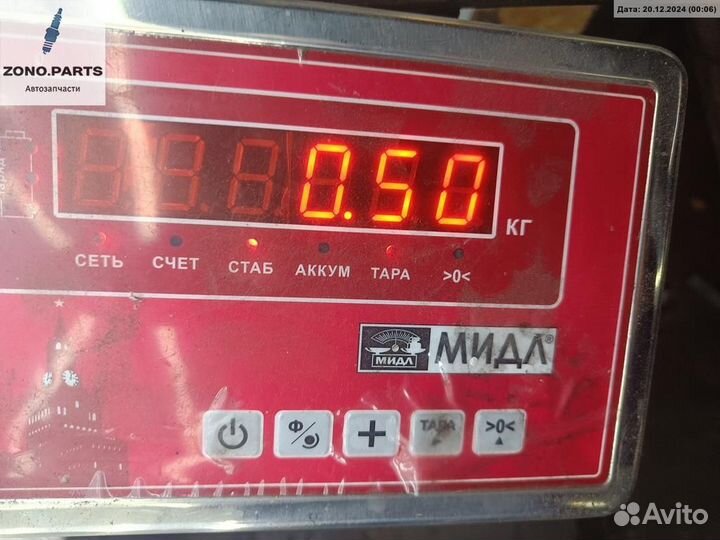 Дата: 20.12.2024 (00:06)
ZONO.PARTS
Автозапчасти
0.50
КГ
СЕТЬ СЧЕТ СТАБ АККУМ ТАРА >0<
МИДЛ МИДЛ®
Ф/ + ТАРА >0<
Avito